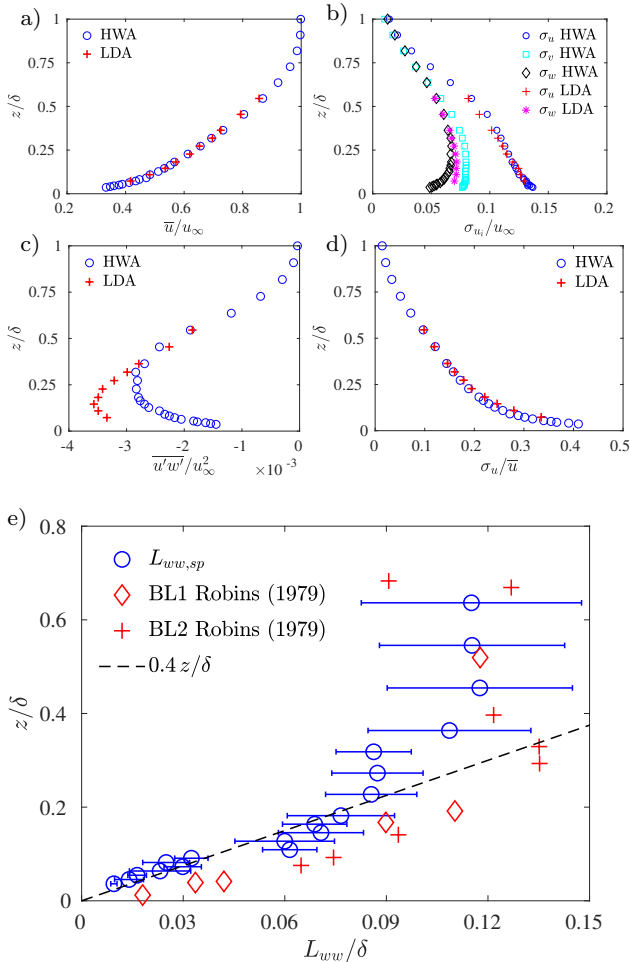 a)
HWA
LDA
z/δ
1
0.75
0.5
0.25
0
0.2 0.4 0.6 0.8 1
u̅/u∞
b)
σu HWA
σv HWA
σw HWA
σu LDA
σw LDA
z/δ
1
0.75
0.5
0.25
0
0 0.05 0.1 0.15 0.2
σui/u∞
c)
HWA
LDA
z/δ
1
0.75
0.5
0.25
0
-4 -3 -2 -1 0
u'w'/u²∞
×10⁻³
d)
HWA
LDA
z/δ
1
0.75
0.5
0.25
0
0 0.1 0.2 0.3 0.4 0.5
σu/u̅
e)
Lww,sp
BL1 Robins (1979)
BL2 Robins (1979)
0.4 z/δ
z/δ
0.8
0.6
0.4
0.2
0
0 0.03 0.06 0.09 0.12 0.15
Lww/δ